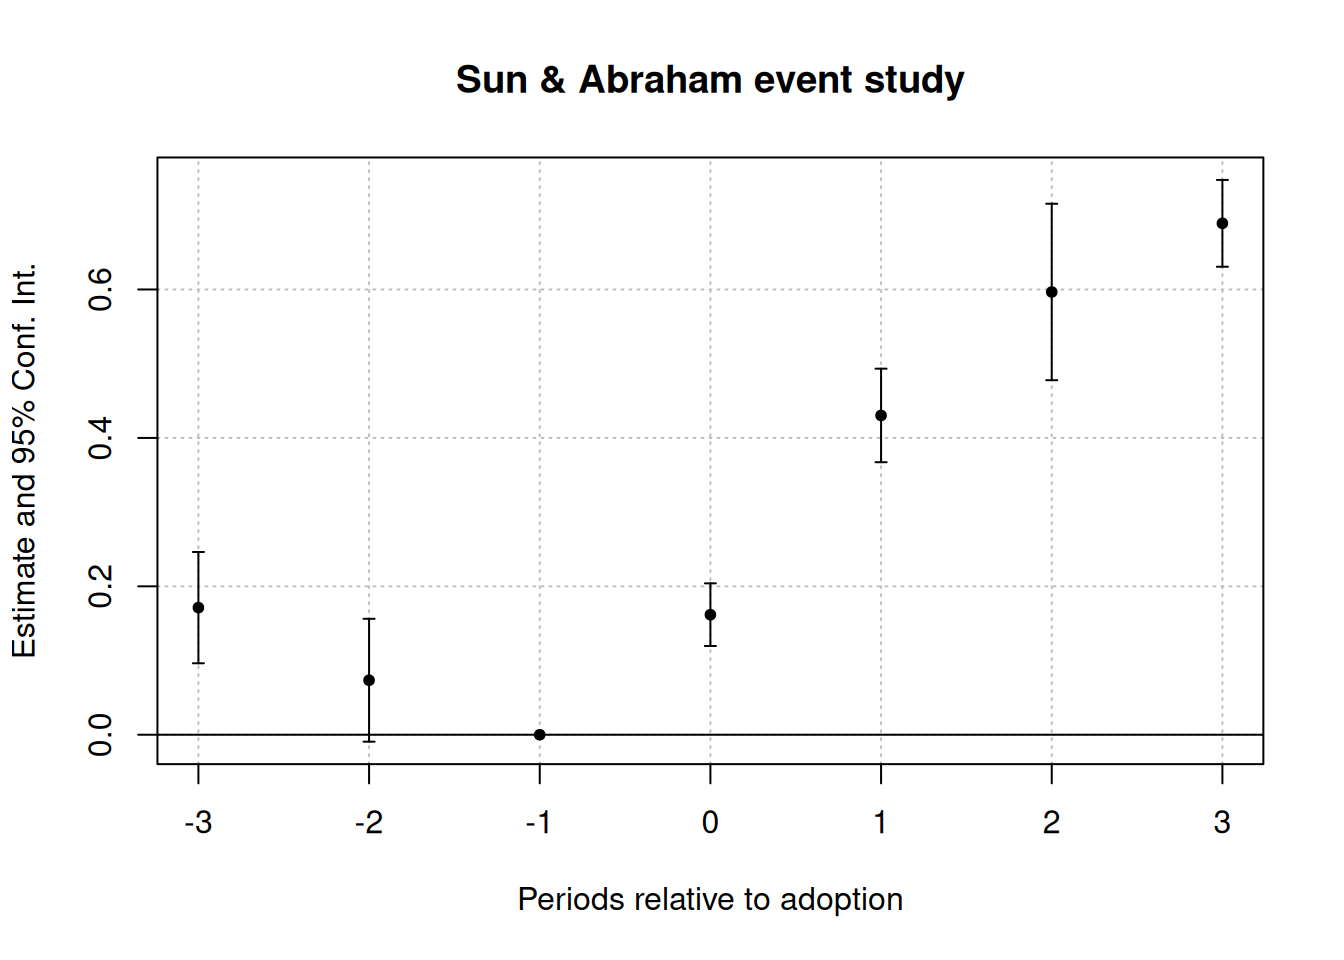 Sun & Abraham event study
Estimate and 95% Conf. Int.
0.6
0.4
0.2
0.0
-3 -2 -1 0 1 2 3
Periods relative to adoption